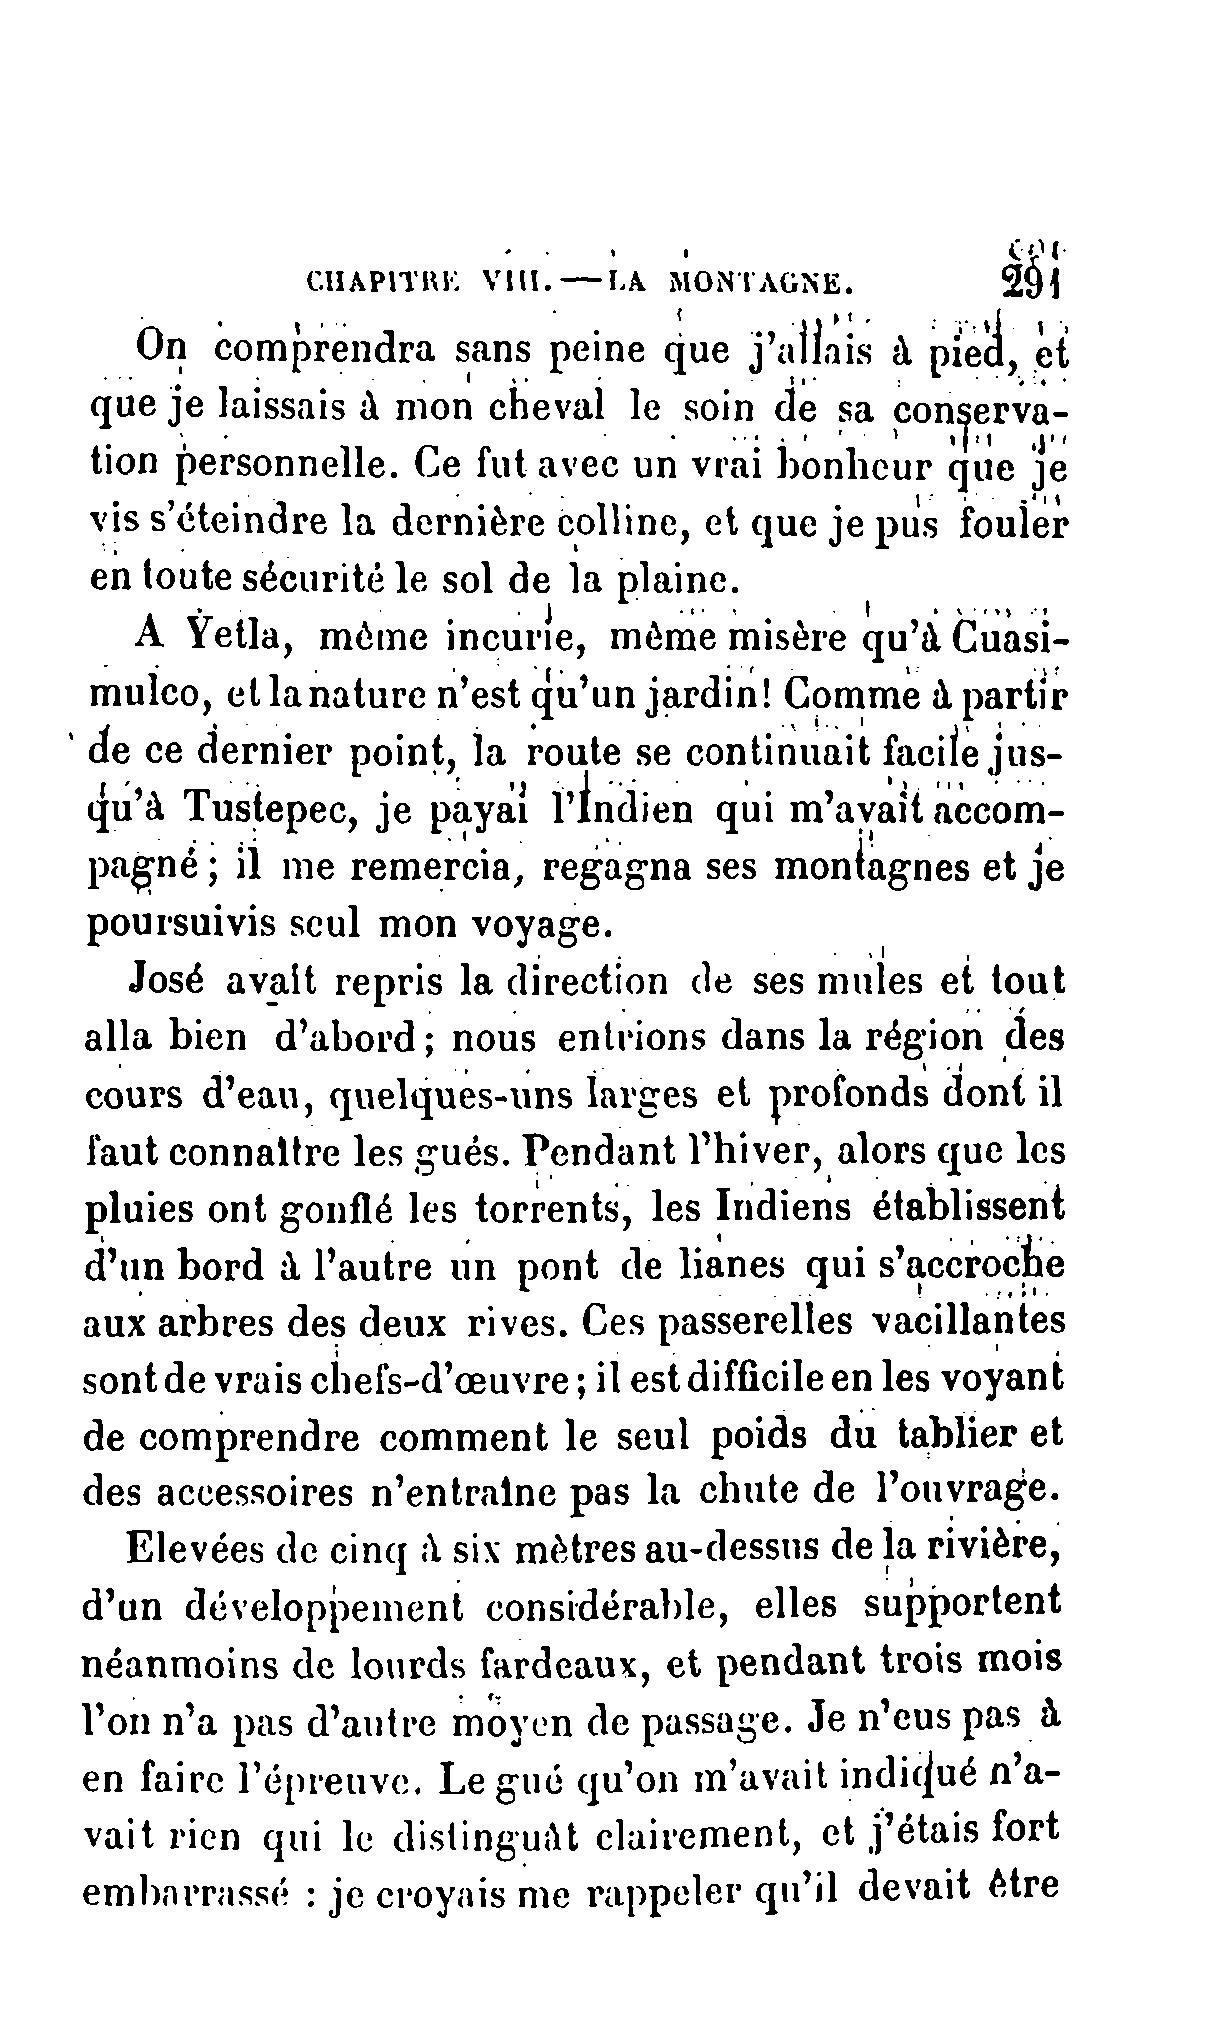 CHAPITRE VIII.—LA MONTAGNE. 291
On comprendra sans peine que j'allais à pied, et
que je laissais à mon cheval le soin de sa conserva-
tion personnelle. Ce fut avec un vrai bonheur que je
vis s'éteindre la dernière colline, et que je pus fouler
en toute sécurité le sol de la plaine.
A Yetla, même incurie, même misère qu'à Cuasi-
mulco, et la nature n'est qu'un jardin! Comme à partir
de ce dernier point, la route se continuait facile jus-
qu'à Tustepec, je payai l'Indien qui m'avait accom-
pagné; il me remercia, regagna ses montagnes et je
poursuivis seul mon voyage.
José avait repris la direction de ses mules et tout
alla bien d'abord; nous entrions dans la région des
cours d'eau, quelques-uns larges et profonds dont il
faut connaître les gués. Pendant l'hiver, alors que les
pluies ont gonflé les torrents, les Indiens établissent
d'un bord à l'autre un pont de lianes qui s'accroche
aux arbres des deux rives. Ces passerelles vacillantes
sont de vrais chefs-d'œuvre; il est difficile en les voyant
de comprendre comment le seul poids du tablier et
des accessoires n'entraîne pas la chute de l'ouvrage.
Elevées de cinq à six mètres au-dessus de la rivière,
d'un développement considérable, elles supportent
néanmoins de lourds fardeaux, et pendant trois mois
l'on n'a pas d'autre moyen de passage. Je n'eus pas à
en faire l'épreuve. Le gué qu'on m'avait indiqué n'a-
vait rien qui le distinguât clairement, et j'étais fort
embarrassé : je croyais me rappeler qu'il devait être